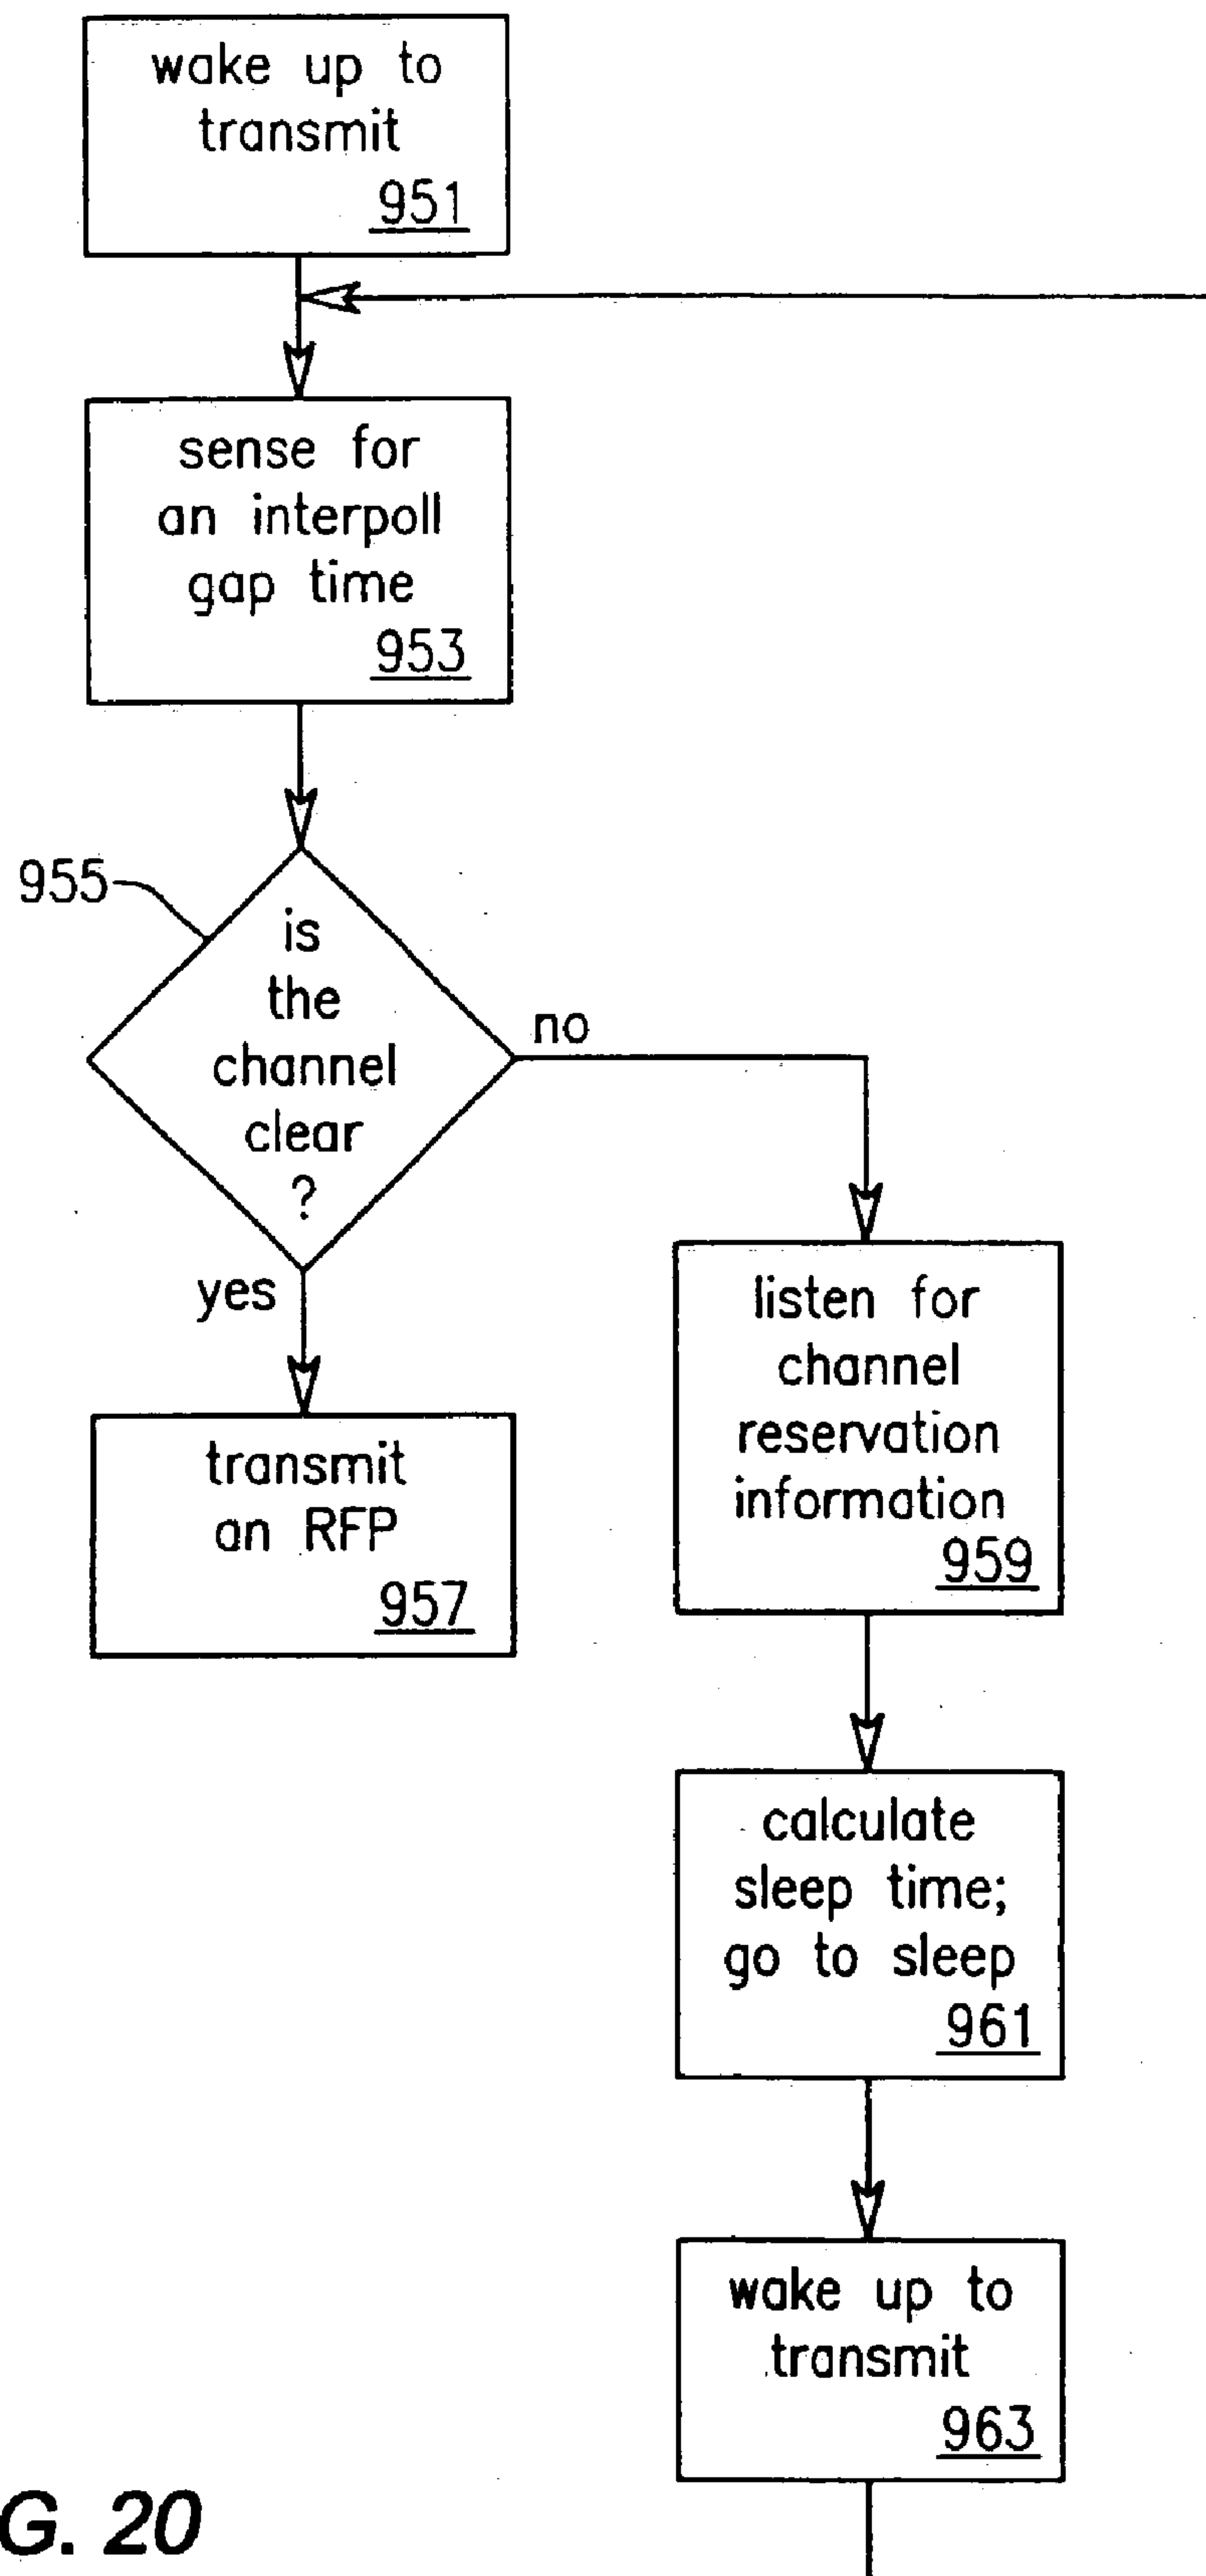 wake up to
transmit
951
sense for
an interpoll
gap time
953
955
is
the
channel
clear
?
no
yes
transmit
an RFP
957
listen for
channel
reservation
information
959
calculate
sleep time;
go to sleep
961
wake up to
transmit
963
G. 20